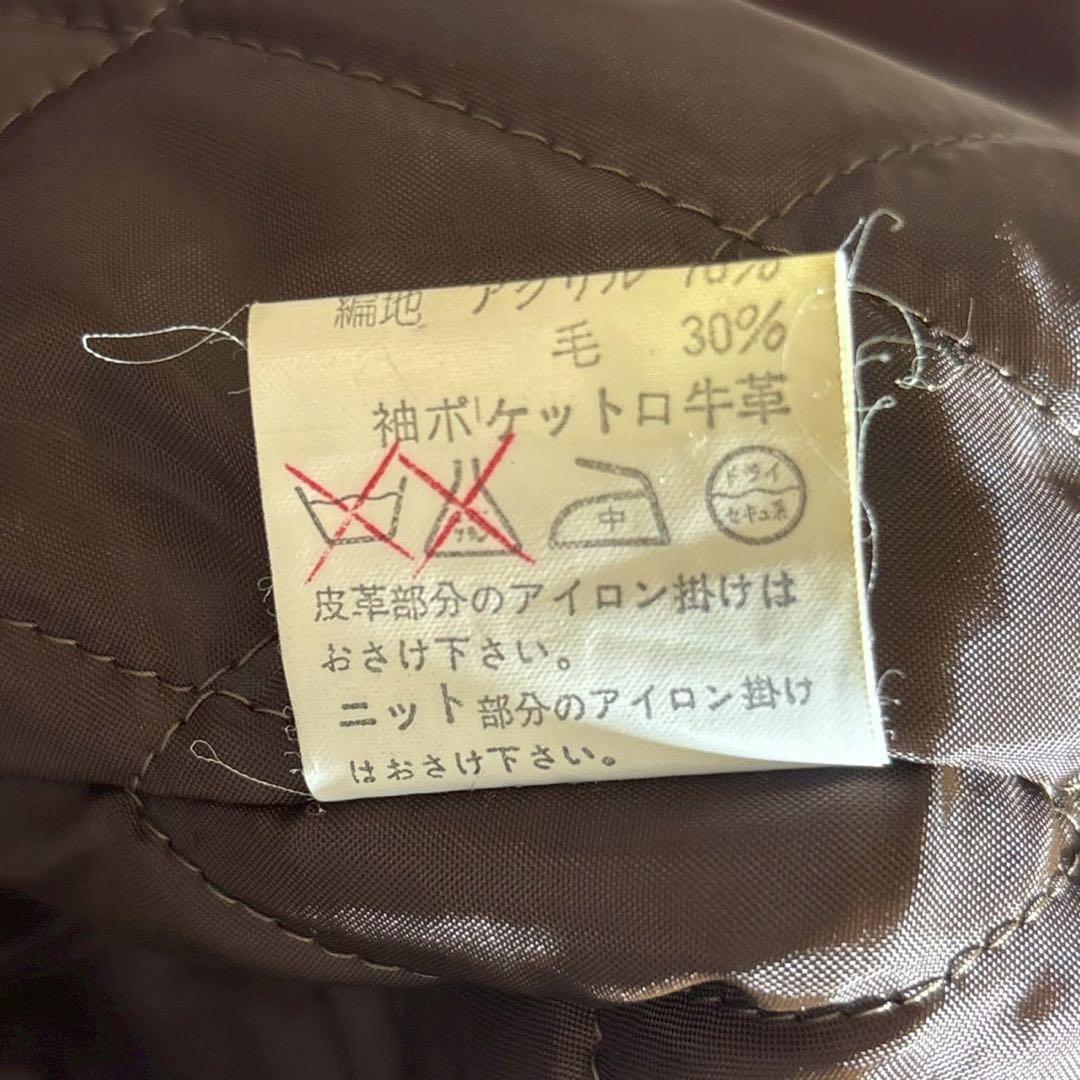 編地 アクリル 70%
毛 30%
袖ポケット口 牛革
中 ドライ
セキユ系
皮革部分のアイロン掛けは
おさけ下さい。
ニット部分のアイロン掛け
はおさけ下さい。